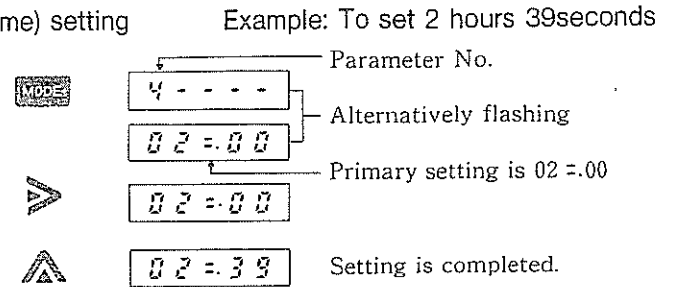 me) setting Example: To set 2 hours 39seconds
Parameter No.
MODE 4 - - - -
Alternatively flashing
02=.00
Primary setting is 02 =.00
02=.00
02=.39 Setting is completed.